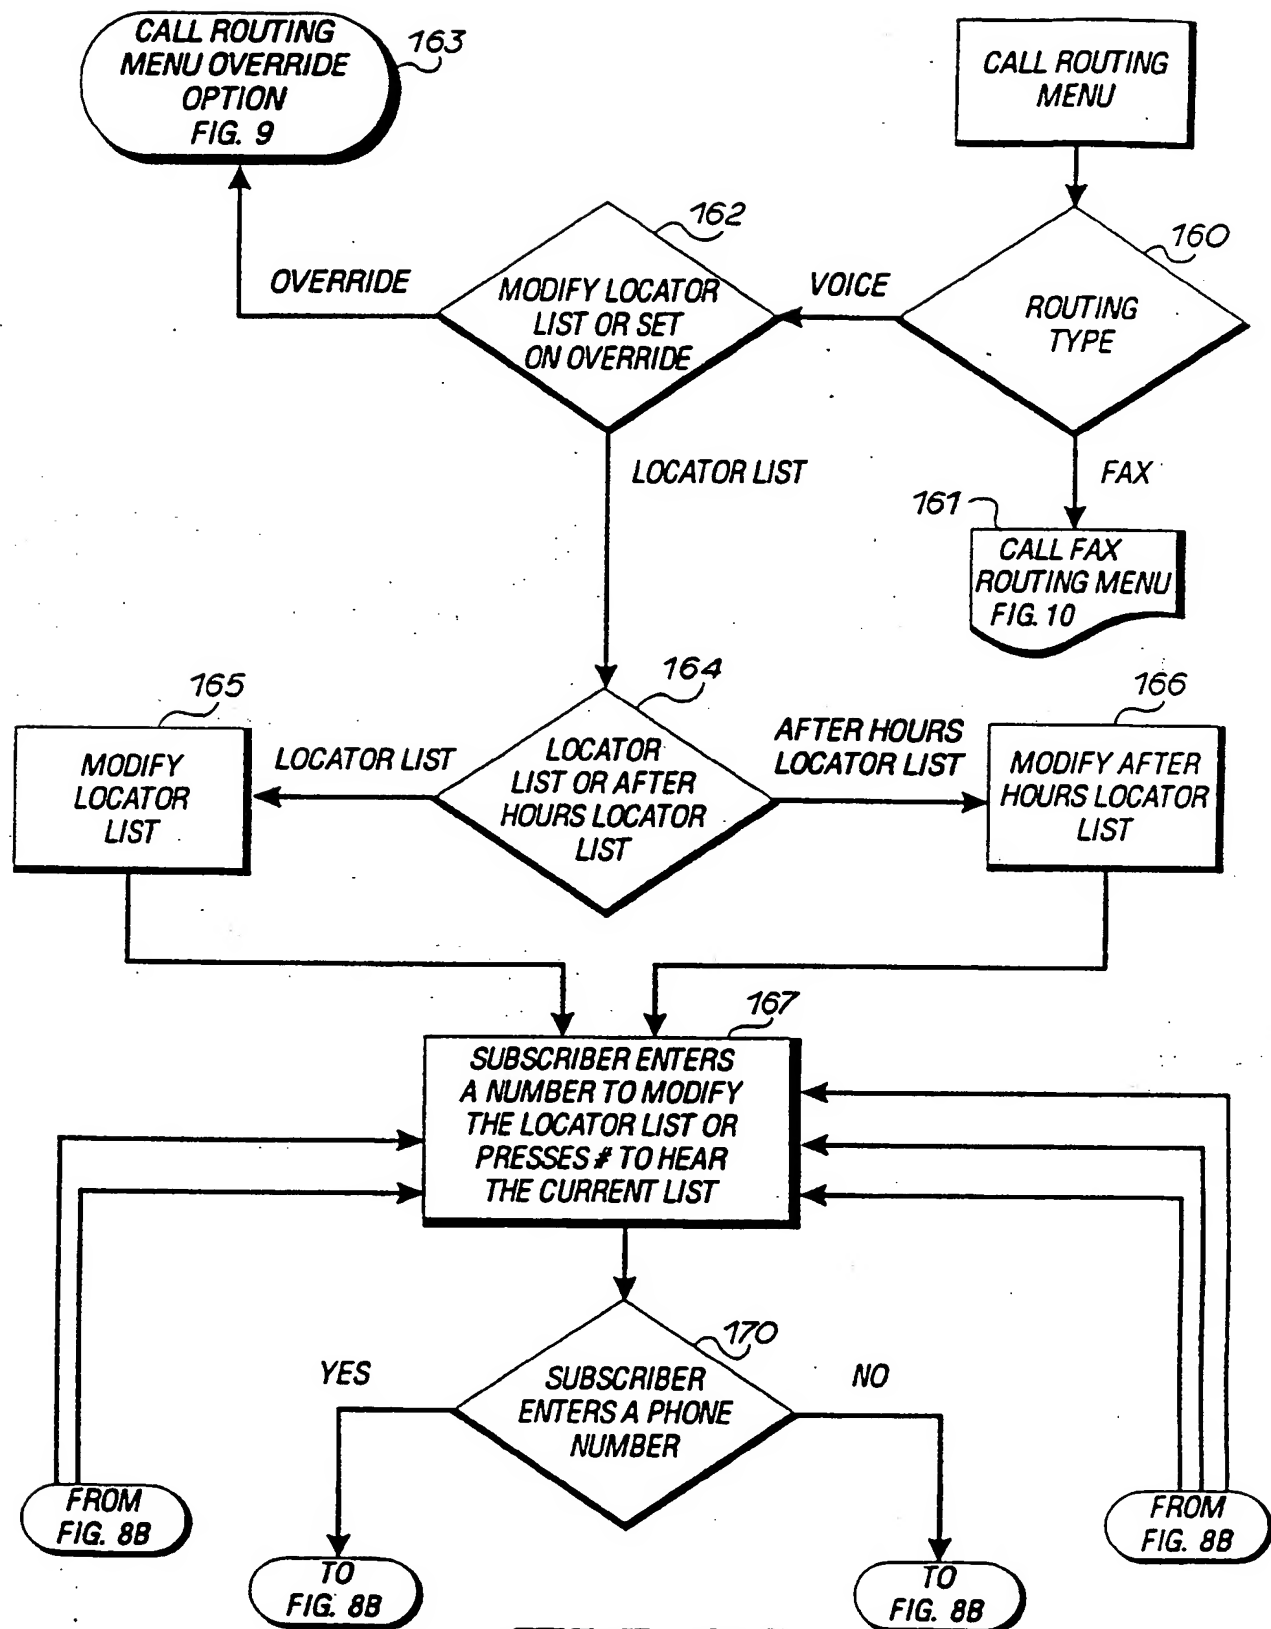 CALL ROUTING
MENU OVERRIDE
OPTION
FIG. 9
163
CALL ROUTING
MENU
162
160
OVERRIDE
MODIFY LOCATOR
LIST OR SET
ON OVERRIDE
VOICE
ROUTING
TYPE
LOCATOR LIST
FAX
161
CALL FAX
ROUTING MENU
FIG. 10
165
164
166
MODIFY
LOCATOR
LIST
LOCATOR LIST
LOCATOR
LIST OR AFTER
HOURS LOCATOR
LIST
AFTER HOURS
LOCATOR LIST
MODIFY AFTER
HOURS LOCATOR
LIST
167
SUBSCRIBER ENTERS
A NUMBER TO MODIFY
THE LOCATOR LIST OR
PRESSES # TO HEAR
THE CURRENT LIST
170
YES
SUBSCRIBER
ENTERS A PHONE
NUMBER
NO
FROM
FIG. 8B
TO
FIG. 8B
TO
FIG. 8B
FROM
FIG. 8B